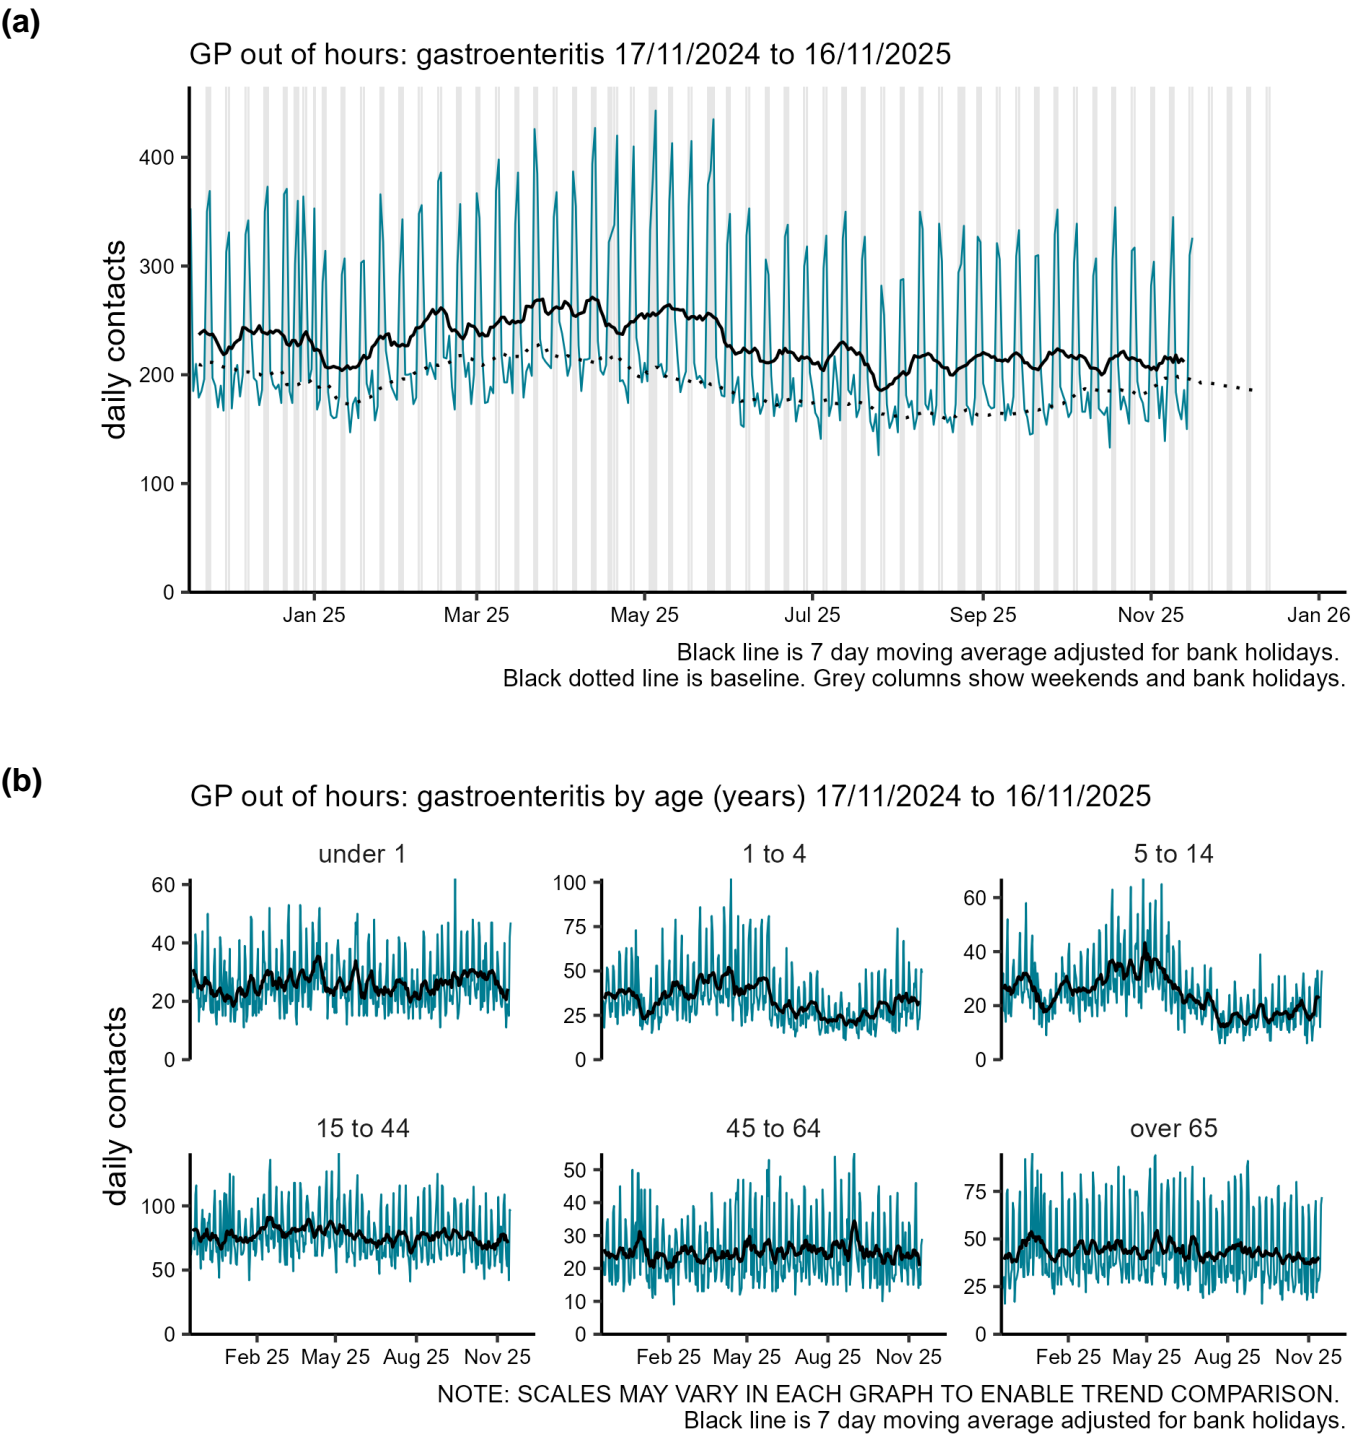 (a)
GP out of hours: gastroenteritis 17/11/2024 to 16/11/2025
daily contacts
400
300
200
100
0
Jan 25 Mar 25 May 25 Jul 25 Sep 25 Nov 25 Jan 26
Black line is 7 day moving average adjusted for bank holidays.
Black dotted line is baseline. Grey columns show weekends and bank holidays.
(b)
GP out of hours: gastroenteritis by age (years) 17/11/2024 to 16/11/2025
daily contacts
under 1
60
40
20
0
1 to 4
100
75
50
25
0
5 to 14
60
40
20
0
15 to 44
100
50
0
Feb 25 May 25 Aug 25 Nov 25
45 to 64
50
40
30
20
10
0
Feb 25 May 25 Aug 25 Nov 25
over 65
75
50
25
0
Feb 25 May 25 Aug 25 Nov 25
NOTE: SCALES MAY VARY IN EACH GRAPH TO ENABLE TREND COMPARISON.
Black line is 7 day moving average adjusted for bank holidays.